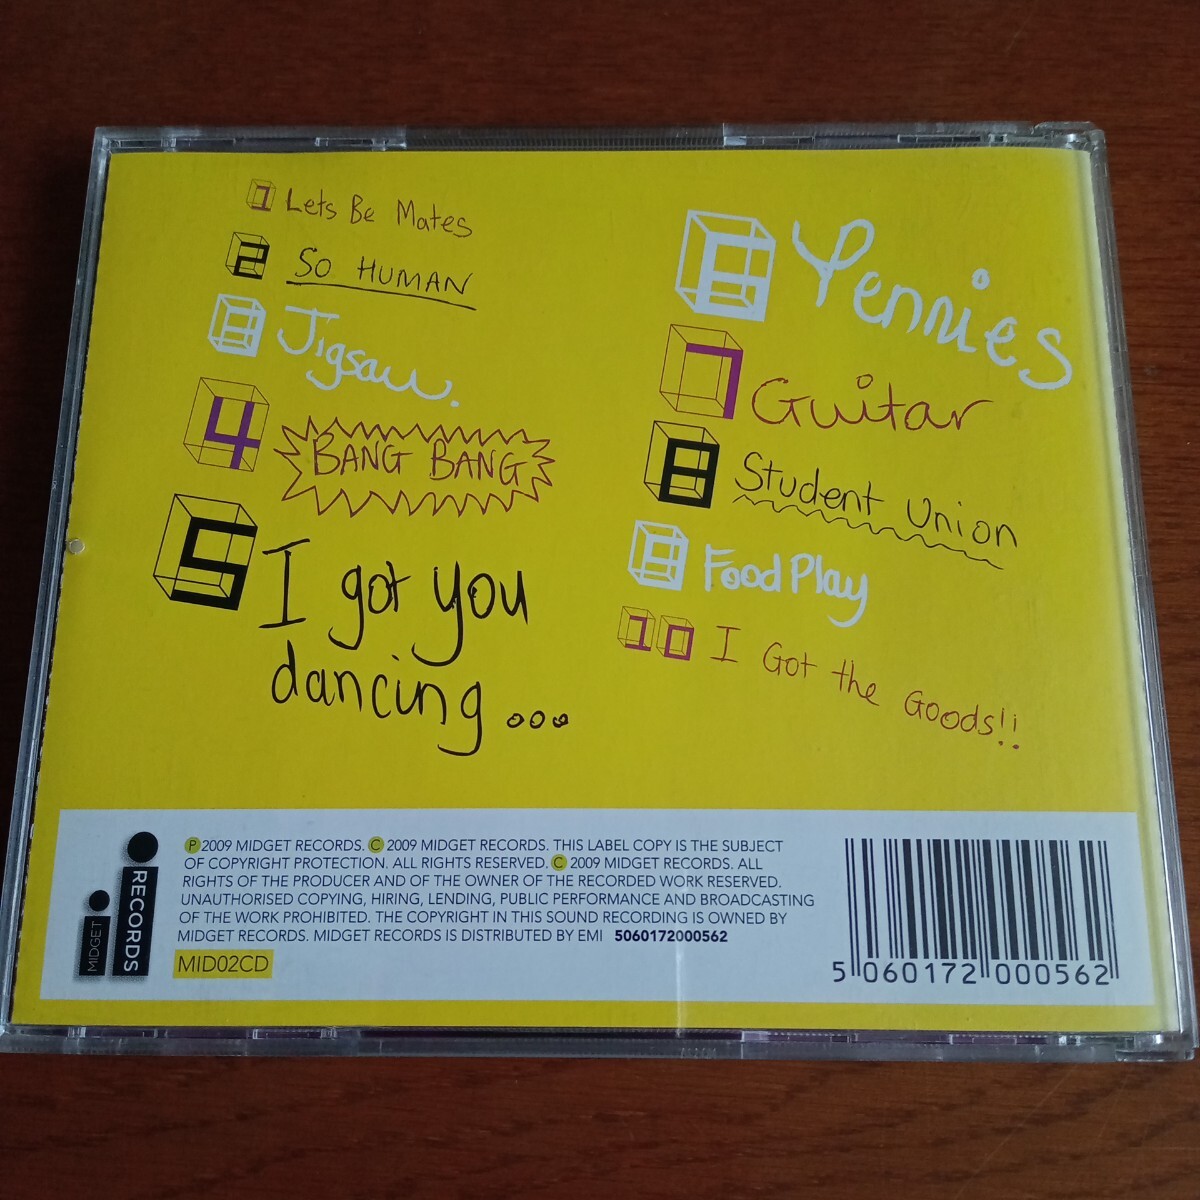 1 Lets Be Mates
2 SO HUMAN
3 Jigsaw.
4 BANG BANG
5 I got you
dancing...
6 Yennies
7 Guitar
8 Student Union
9 Food Play
10 I Got the Goods!!
MIDGET
RECORDS
Ⓟ 2009 MIDGET RECORDS. © 2009 MIDGET RECORDS. THIS LABEL COPY IS THE SUBJECT
OF COPYRIGHT PROTECTION. ALL RIGHTS RESERVED. © 2009 MIDGET RECORDS. ALL
RIGHTS OF THE PRODUCER AND OF THE OWNER OF THE RECORDED WORK RESERVED.
UNAUTHORISED COPYING, HIRING, LENDING, PUBLIC PERFORMANCE AND BROADCASTING
OF THE WORK PROHIBITED. THE COPYRIGHT IN THIS SOUND RECORDING IS OWNED BY
MIDGET RECORDS. MIDGET RECORDS IS DISTRIBUTED BY EMI 5060172000562
MID02CD
5 060172 000562